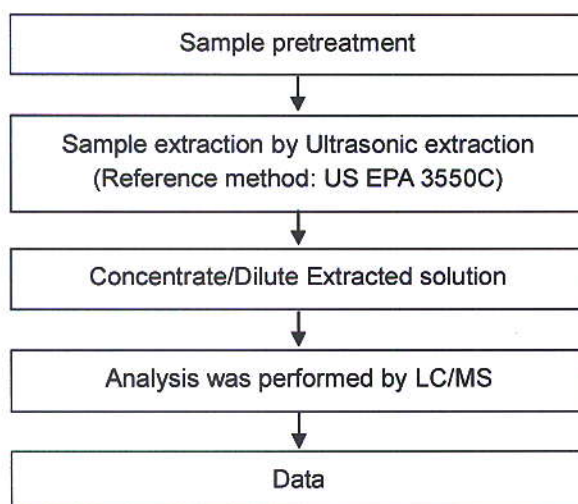 Sample pretreatment
Sample extraction by Ultrasonic extraction
(Reference method: US EPA 3550C)
Concentrate/Dilute Extracted solution
Analysis was performed by LC/MS
Data